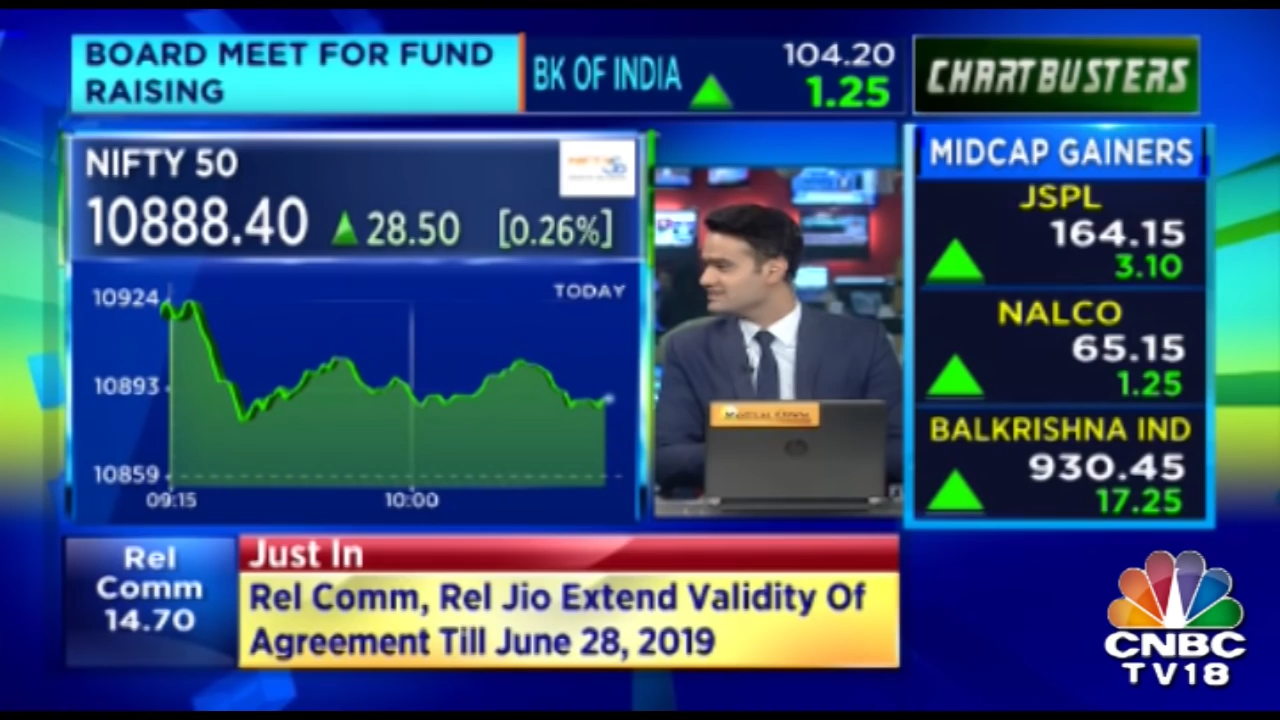 BOARD MEET FOR FUND
RAISING
BK OF INDIA
104.20
1.25
CHARTBUSTERS
NIFTY 50
10888.40 28.50 [0.26%]
TODAY
10924
10893
10859
09:15 10:00
MIDCAP GAINERS
JSPL
164.15
3.10
NALCO
65.15
1.25
BALKRISHNA IND
930.45
17.25
Rel
Comm
14.70
Just In
Rel Comm, Rel Jio Extend Validity Of
Agreement Till June 28, 2019
CNBC
TV18